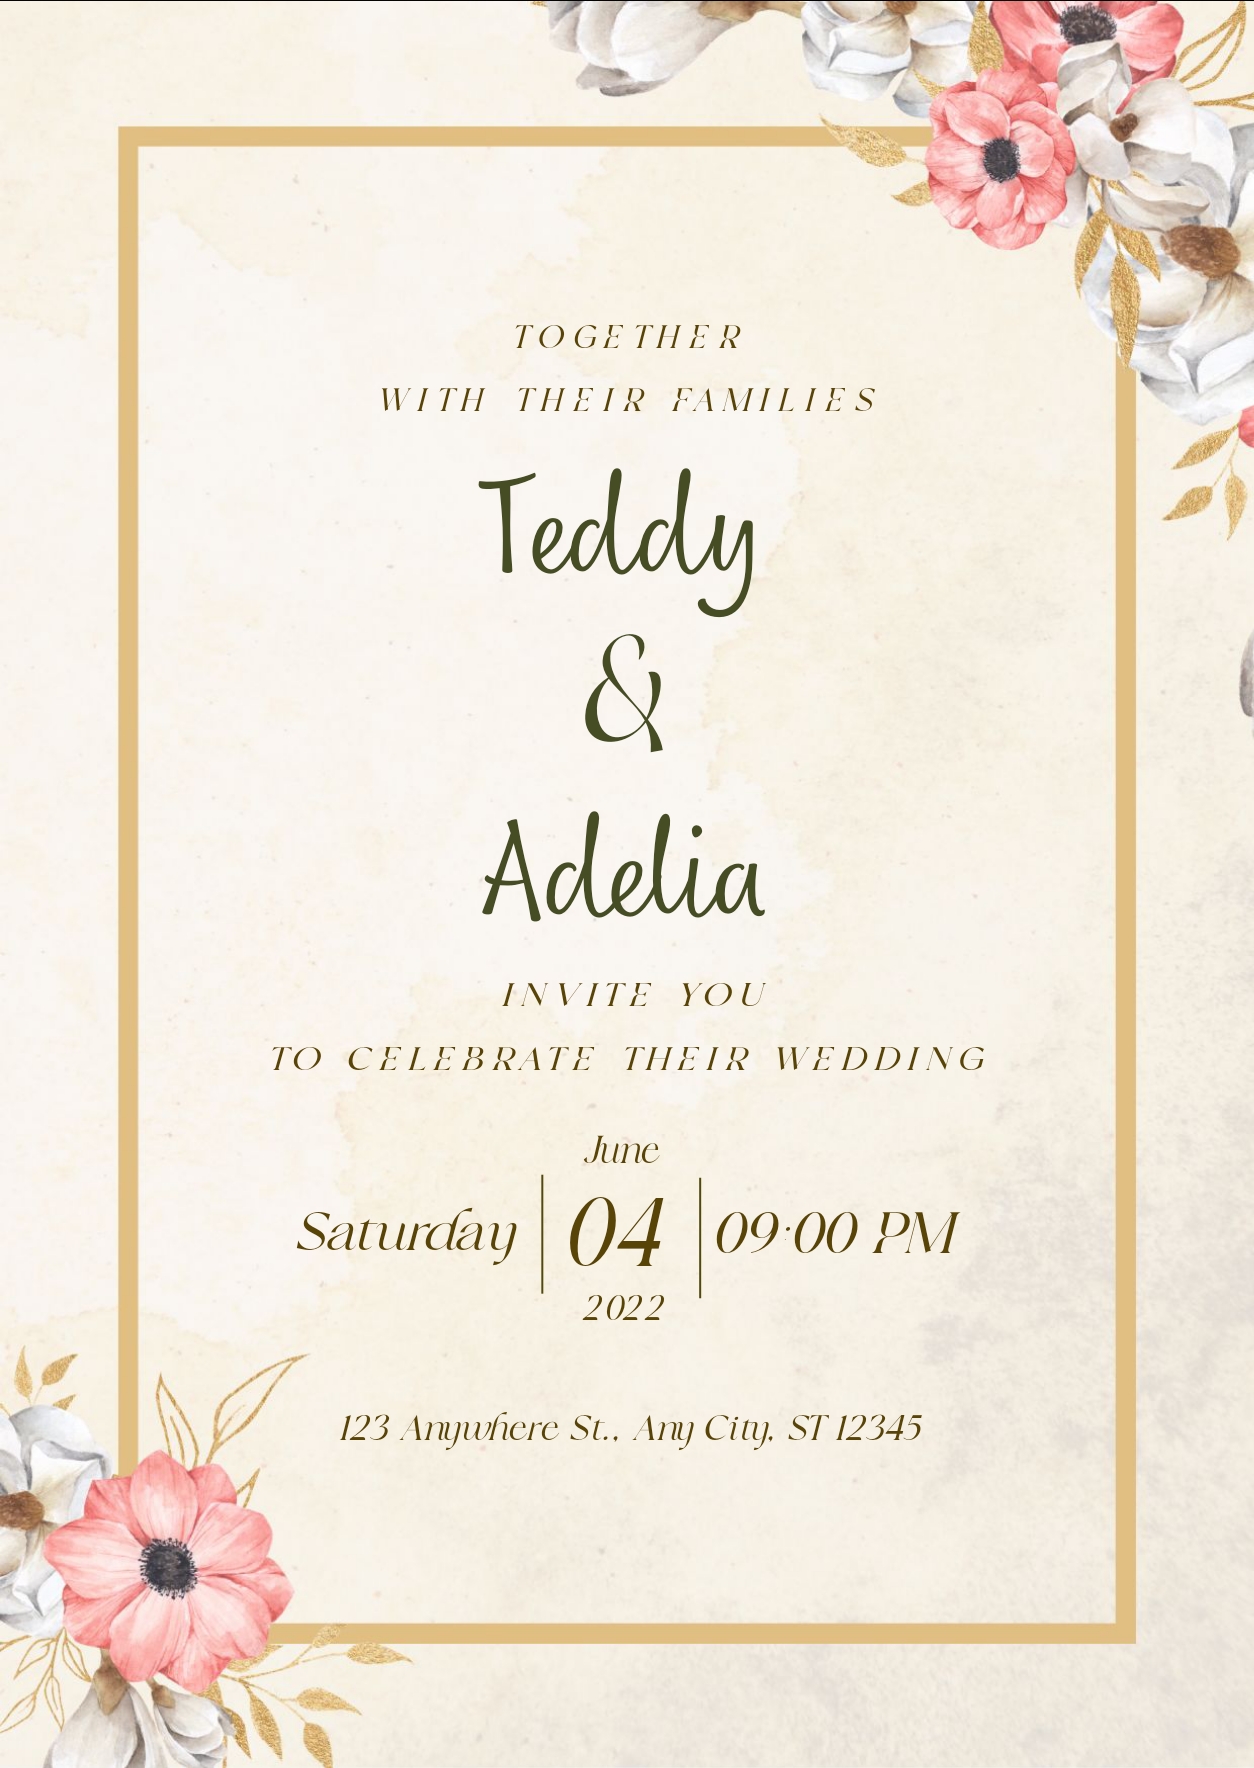 TOGETHER
WITH THEIR FAMILIES
Teddy
&
Adelia
INVITE YOU
TO CELEBRATE THEIR WEDDING
June
Saturday 04 09:00 PM
2022
123 Anywhere St., Any City, ST 12345